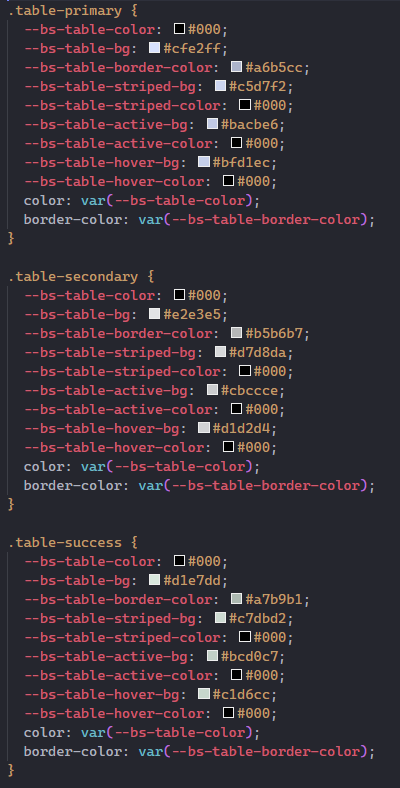 .table-primary {
--bs-table-color: #000;
--bs-table-bg: #cfe2ff;
--bs-table-border-color: #a6b5cc;
--bs-table-striped-bg: #c5d7f2;
--bs-table-striped-color: #000;
--bs-table-active-bg: #bacbe6;
--bs-table-active-color: #000;
--bs-table-hover-bg: #bfd1ec;
--bs-table-hover-color: #000;
color: var(--bs-table-color);
border-color: var(--bs-table-border-color);
}
.table-secondary {
--bs-table-color: #000;
--bs-table-bg: #e2e3e5;
--bs-table-border-color: #b5b6b7;
--bs-table-striped-bg: #d7d8da;
--bs-table-striped-color: #000;
--bs-table-active-bg: #cbccce;
--bs-table-active-color: #000;
--bs-table-hover-bg: #d1d2d4;
--bs-table-hover-color: #000;
color: var(--bs-table-color);
border-color: var(--bs-table-border-color);
}
.table-success {
--bs-table-color: #000;
--bs-table-bg: #d1e7dd;
--bs-table-border-color: #a7b9b1;
--bs-table-striped-bg: #c7dbd2;
--bs-table-striped-color: #000;
--bs-table-active-bg: #bcd0c7;
--bs-table-active-color: #000;
--bs-table-hover-bg: #c1d6cc;
--bs-table-hover-color: #000;
color: var(--bs-table-color);
border-color: var(--bs-table-border-color);
}